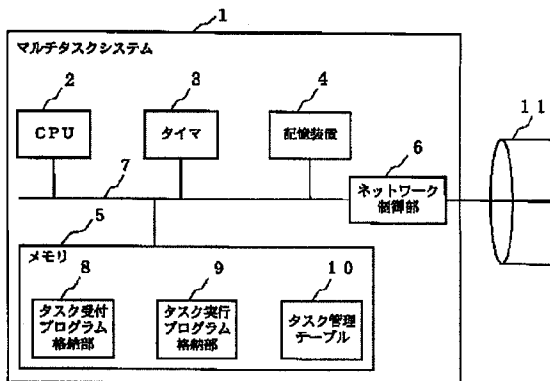 1
マルチタスクシステム
2
3
4
11
CPU
タイマ
記憶装置
6
7
ネットワーク
制御部
5
メモリ
8
9
10
タスク受付
プログラム
格納部
タスク実行
プログラム
格納部
タスク管理
テーブル